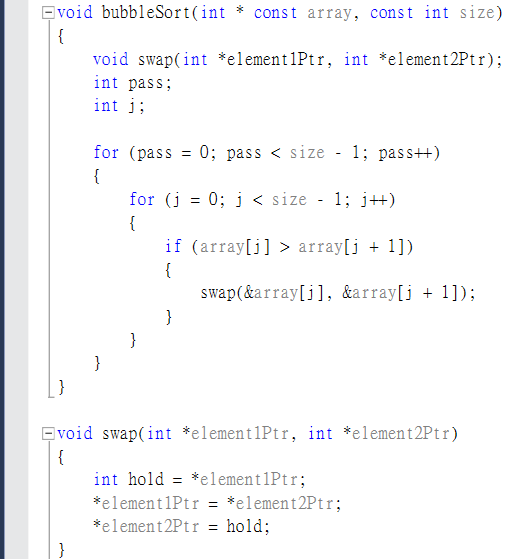 void bubbleSort(int * const array, const int size)
{
void swap(int *element1Ptr, int *element2Ptr);
int pass;
int j;
for (pass = 0; pass < size - 1; pass++)
{
for (j = 0; j < size - 1; j++)
{
if (array[j] > array[j + 1])
{
swap(&array[j], &array[j + 1]);
}
}
}
}
void swap(int *element1Ptr, int *element2Ptr)
{
int hold = *element1Ptr;
*element1Ptr = *element2Ptr;
*element2Ptr = hold;
}